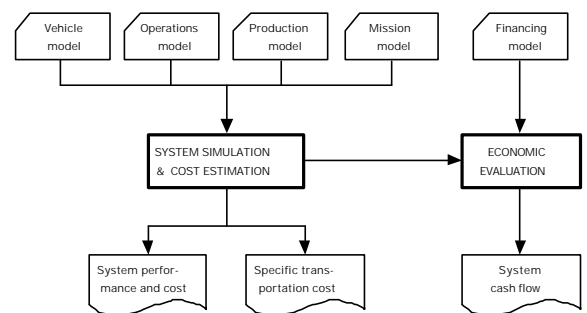 Vehicle
model
Operations
model
Production
model
Mission
model
Financing
model
SYSTEM SIMULATION
& COST ESTIMATION
ECONOMIC
EVALUATION
System perfor-
mance and cost
Specific trans-
portation cost
System
cash flow